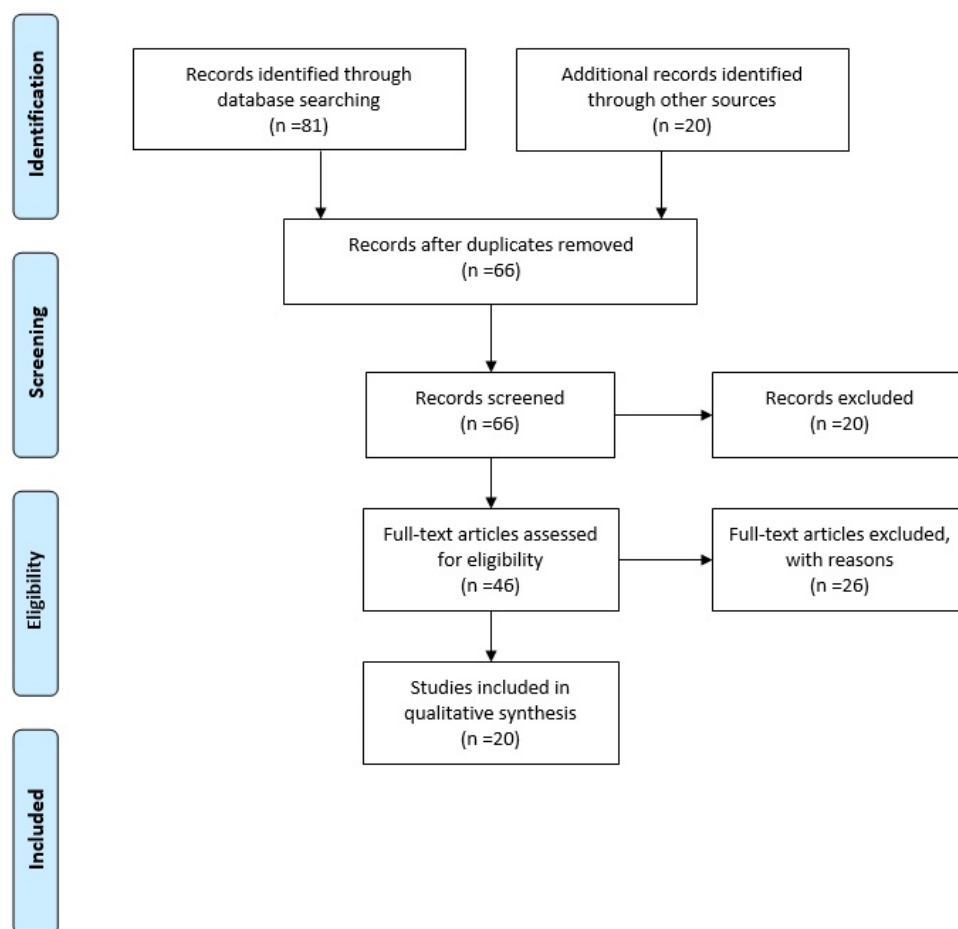 Identification
Records identified through
database searching
(n =81)
Additional records identified
through other sources
(n =20)
Records after duplicates removed
(n =66)
Screening
Records screened
(n =66)
Records excluded
(n =20)
Eligibility
Full-text articles assessed
for eligibility
(n =46)
Full-text articles excluded,
with reasons
(n =26)
Studies included in
qualitative synthesis
(n =20)
Included